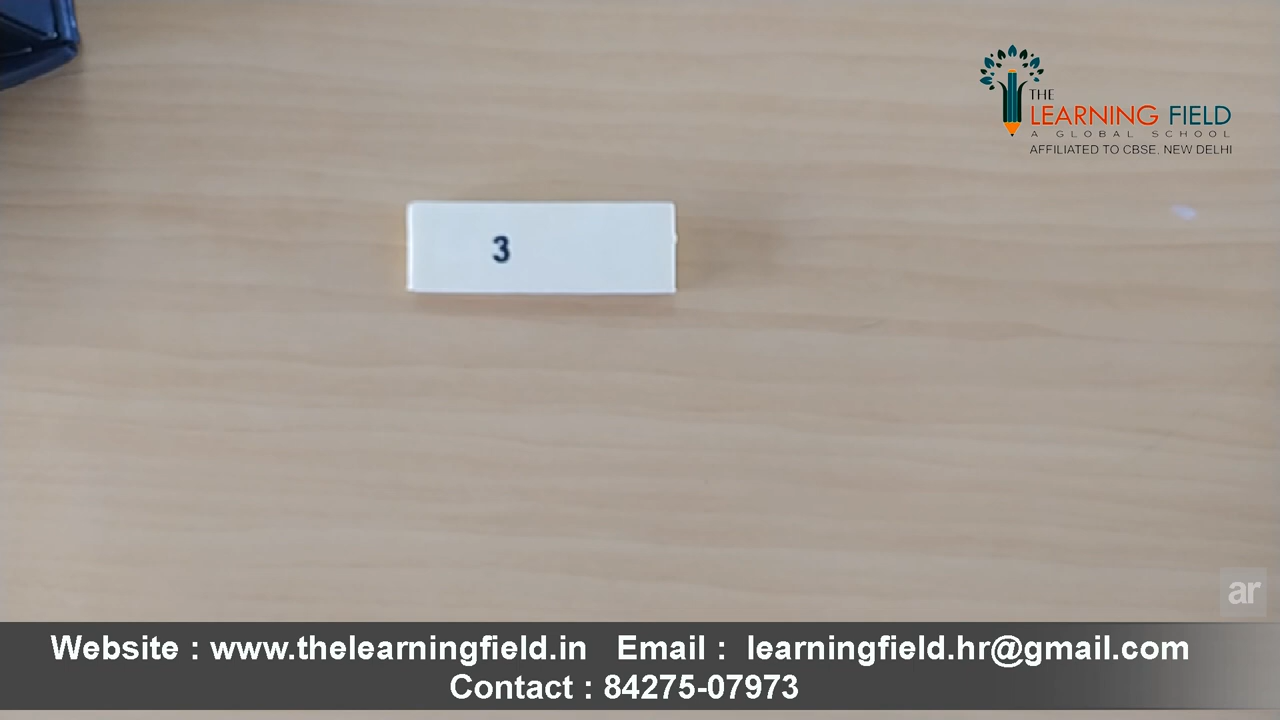 THE
LEARNING FIELD
A GLOBAL SCHOOL
AFFILIATED TO CBSE, NEW DELHI
3
ar
Website : www.thelearningfield.in Email : learningfield.hr@gmail.com
Contact : 84275-07973